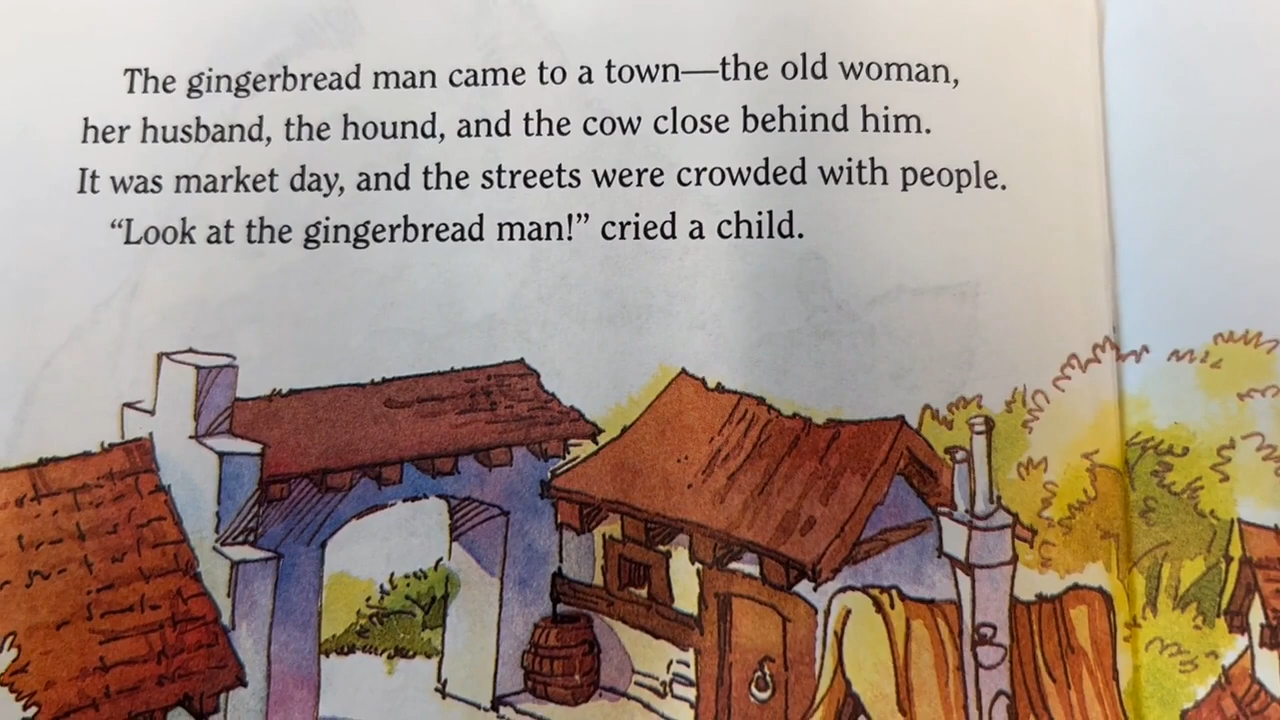 The gingerbread man came to a town—the old woman,
her husband, the hound, and the cow close behind him.
It was market day, and the streets were crowded with people.
“Look at the gingerbread man!” cried a child.